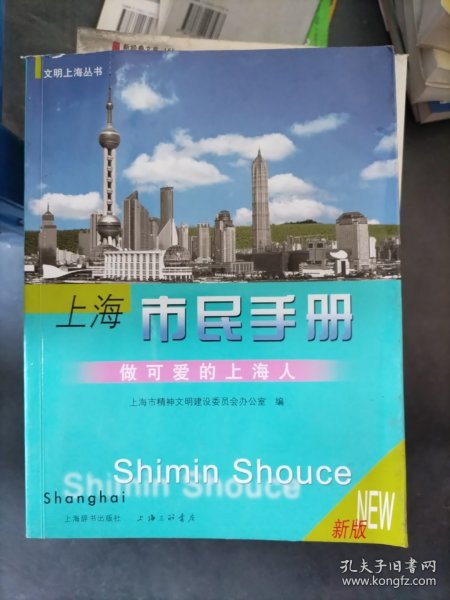 文明上海丛书
上海 市民手册
做可爱的上海人
上海市精神文明建设委员会办公室 编
Shimin Shouce
Shimin Shouce
Shanghai
上海辞书出版社 上海三联书店
NEW
新版
孔夫子旧书网
www.kongfz.com